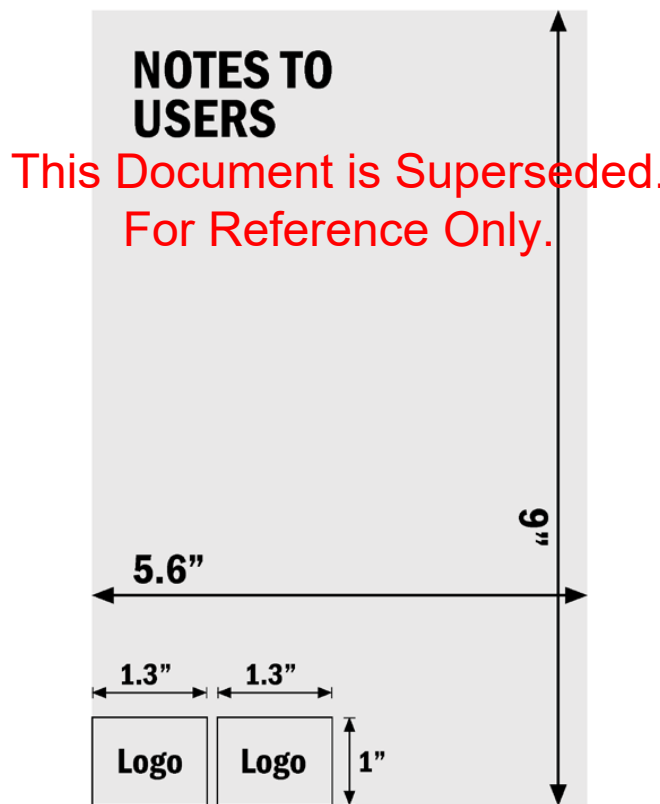 NOTES TO
USERS
This Document is Superseded.
For Reference Only.
9”
5.6”
1.3” 1.3”
Logo Logo 1”